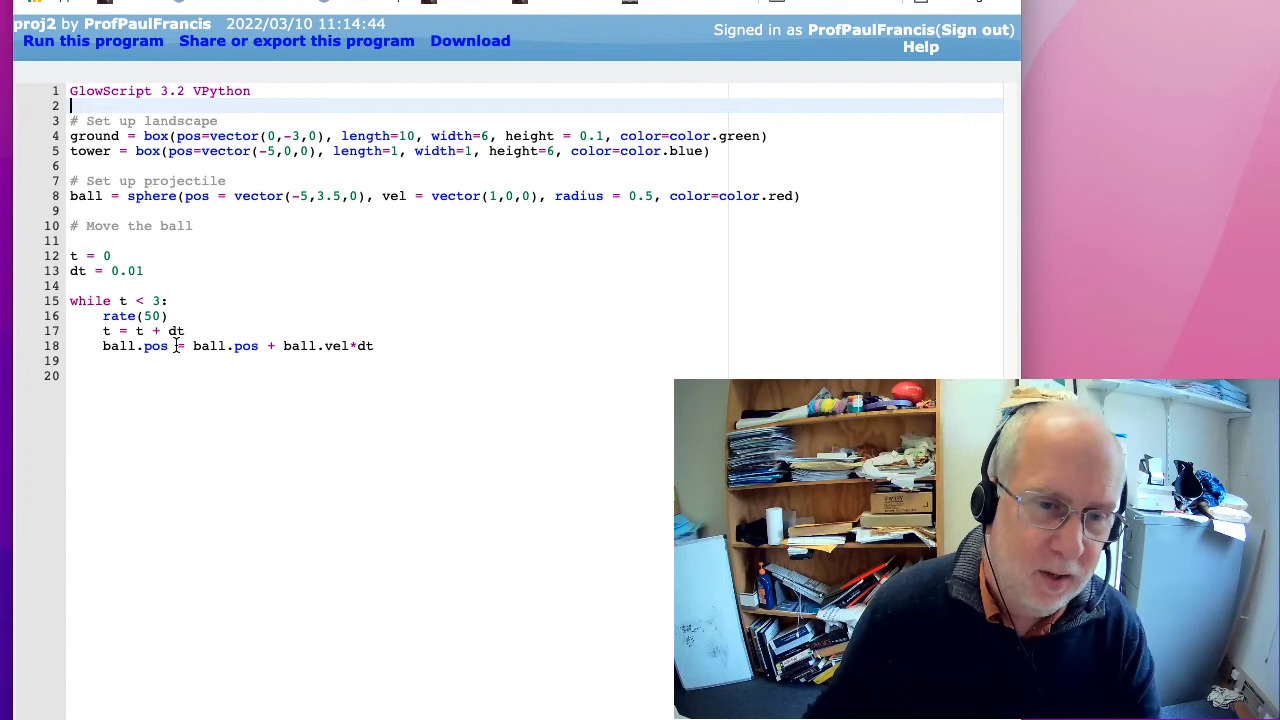 proj2 by ProfPaulFrancis 2022/03/10 11:14:44
Signed in as ProfPaulFrancis(Sign out)
Run this program Share or export this program Download
Help
1 GlowScript 3.2 VPython
2
3 # Set up landscape
4 ground = box(pos=vector(0,-3,0), length=10, width=6, height = 0.1, color=color.green)
5 tower = box(pos=vector(-5,0,0), length=1, width=1, height=6, color=color.blue)
6
7 # Set up projectile
8 ball = sphere(pos = vector(-5,3.5,0), vel = vector(1,0,0), radius = 0.5, color=color.red)
9
10 # Move the ball
11
12 t = 0
13 dt = 0.01
14
15 while t < 3:
16 rate(50)
17 t = t + dt
18 ball.pos = ball.pos + ball.vel*dt
19
20